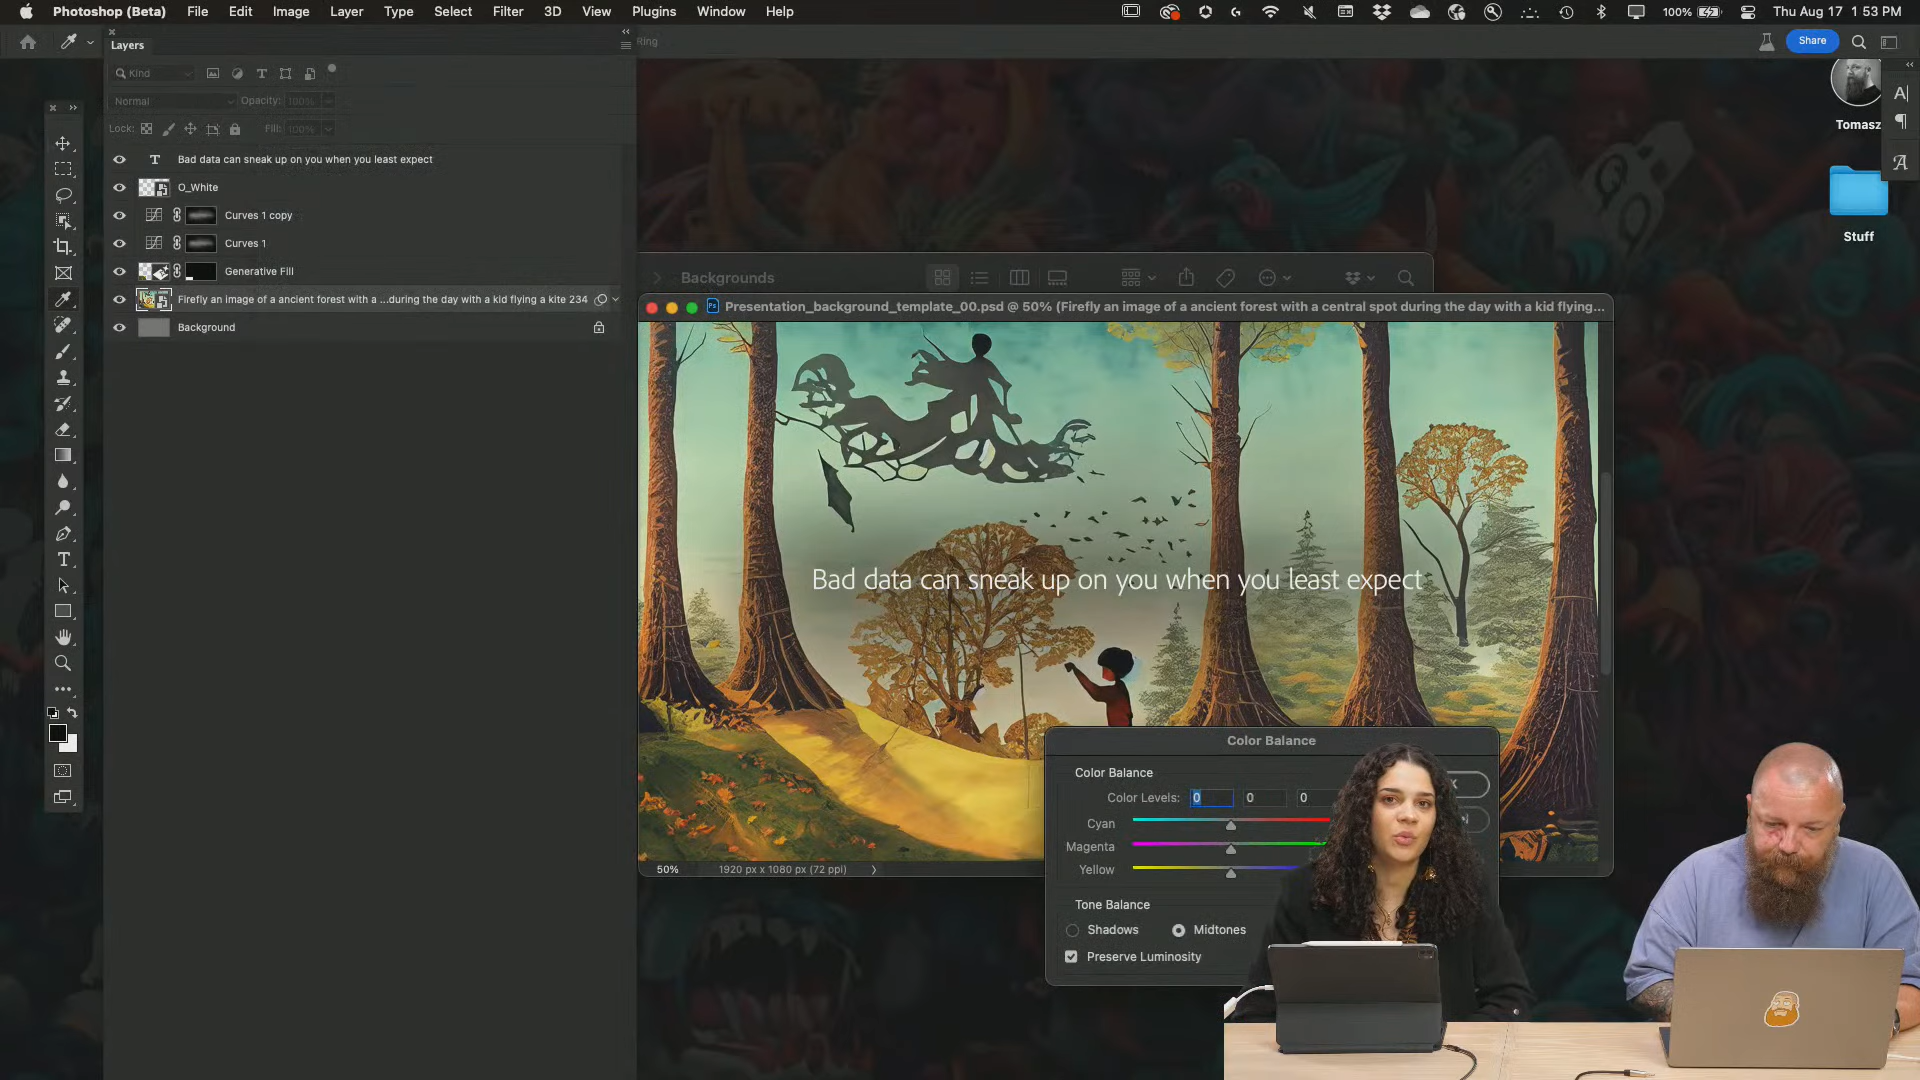 Photoshop (Beta) File Edit Image Layer Type Select Filter 3D View Plugins Window Help 100% Thu Aug 17 1:53 PM
Share
Layers
Kind
Normal Opacity: 100%
Lock: Fill: 100%
Bad data can sneak up on you when you least expect
O_White
Curves 1 copy
Curves 1
Generative Fill
Firefly an image of a ancient forest with a ...during the day with a kid flying a kite 234
Background
Ring
Tomasz
Stuff
Backgrounds
Presentation_background_template_00.psd @ 50% (Firefly an image of a ancient forest with a central spot during the day with a kid flying...
Bad data can sneak up on you when you least expect
50% 1920 px x 1080 px (72 ppi)
Color Balance
Color Balance
Color Levels: 0 0 0
Cyan
Magenta
Yellow
Tone Balance
Shadows Midtones
Preserve Luminosity